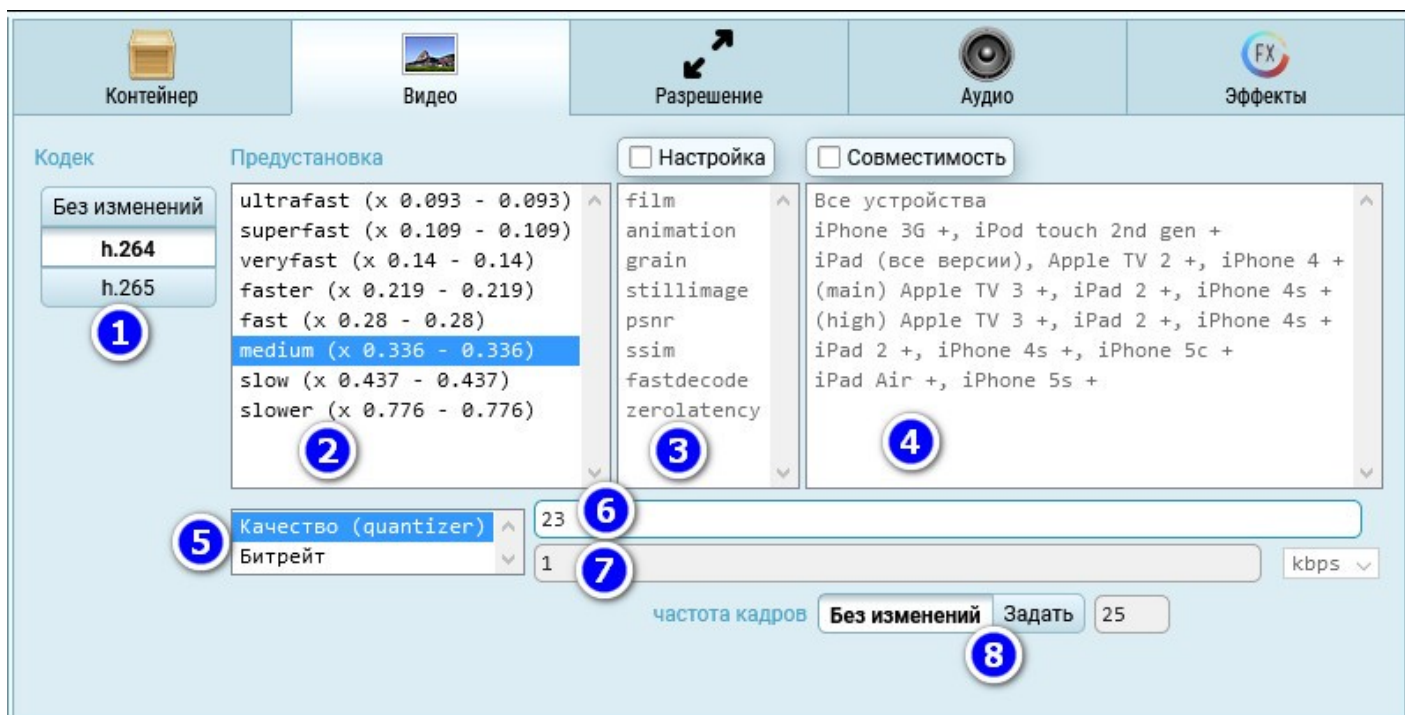 Контейнер
Видео
Разрешение
Аудио
FX
Эффекты
Кодек
Предустановка
Настройка
Совместимость
Без изменений
h.264
h.265
1
ultrafast (x 0.093 - 0.093)
superfast (x 0.109 - 0.109)
veryfast (x 0.14 - 0.14)
faster (x 0.219 - 0.219)
fast (x 0.28 - 0.28)
medium (x 0.336 - 0.336)
slow (x 0.437 - 0.437)
slower (x 0.776 - 0.776)
2
film
animation
grain
stillimage
psnr
ssim
fastdecode
zerolatency
3
Все устройства
iPhone 3G +, iPod touch 2nd gen +
iPad (все версии), Apple TV 2 +, iPhone 4 +
(main) Apple TV 3 +, iPad 2 +, iPhone 4s +
(high) Apple TV 3 +, iPad 2 +, iPhone 4s +
iPad 2 +, iPhone 4s +, iPhone 5c +
iPad Air +, iPhone 5s +
4
5
Качество (quantizer)
Битрейт
23
6
1
7
kbps
частота кадров
Без изменений
Задать
25
8